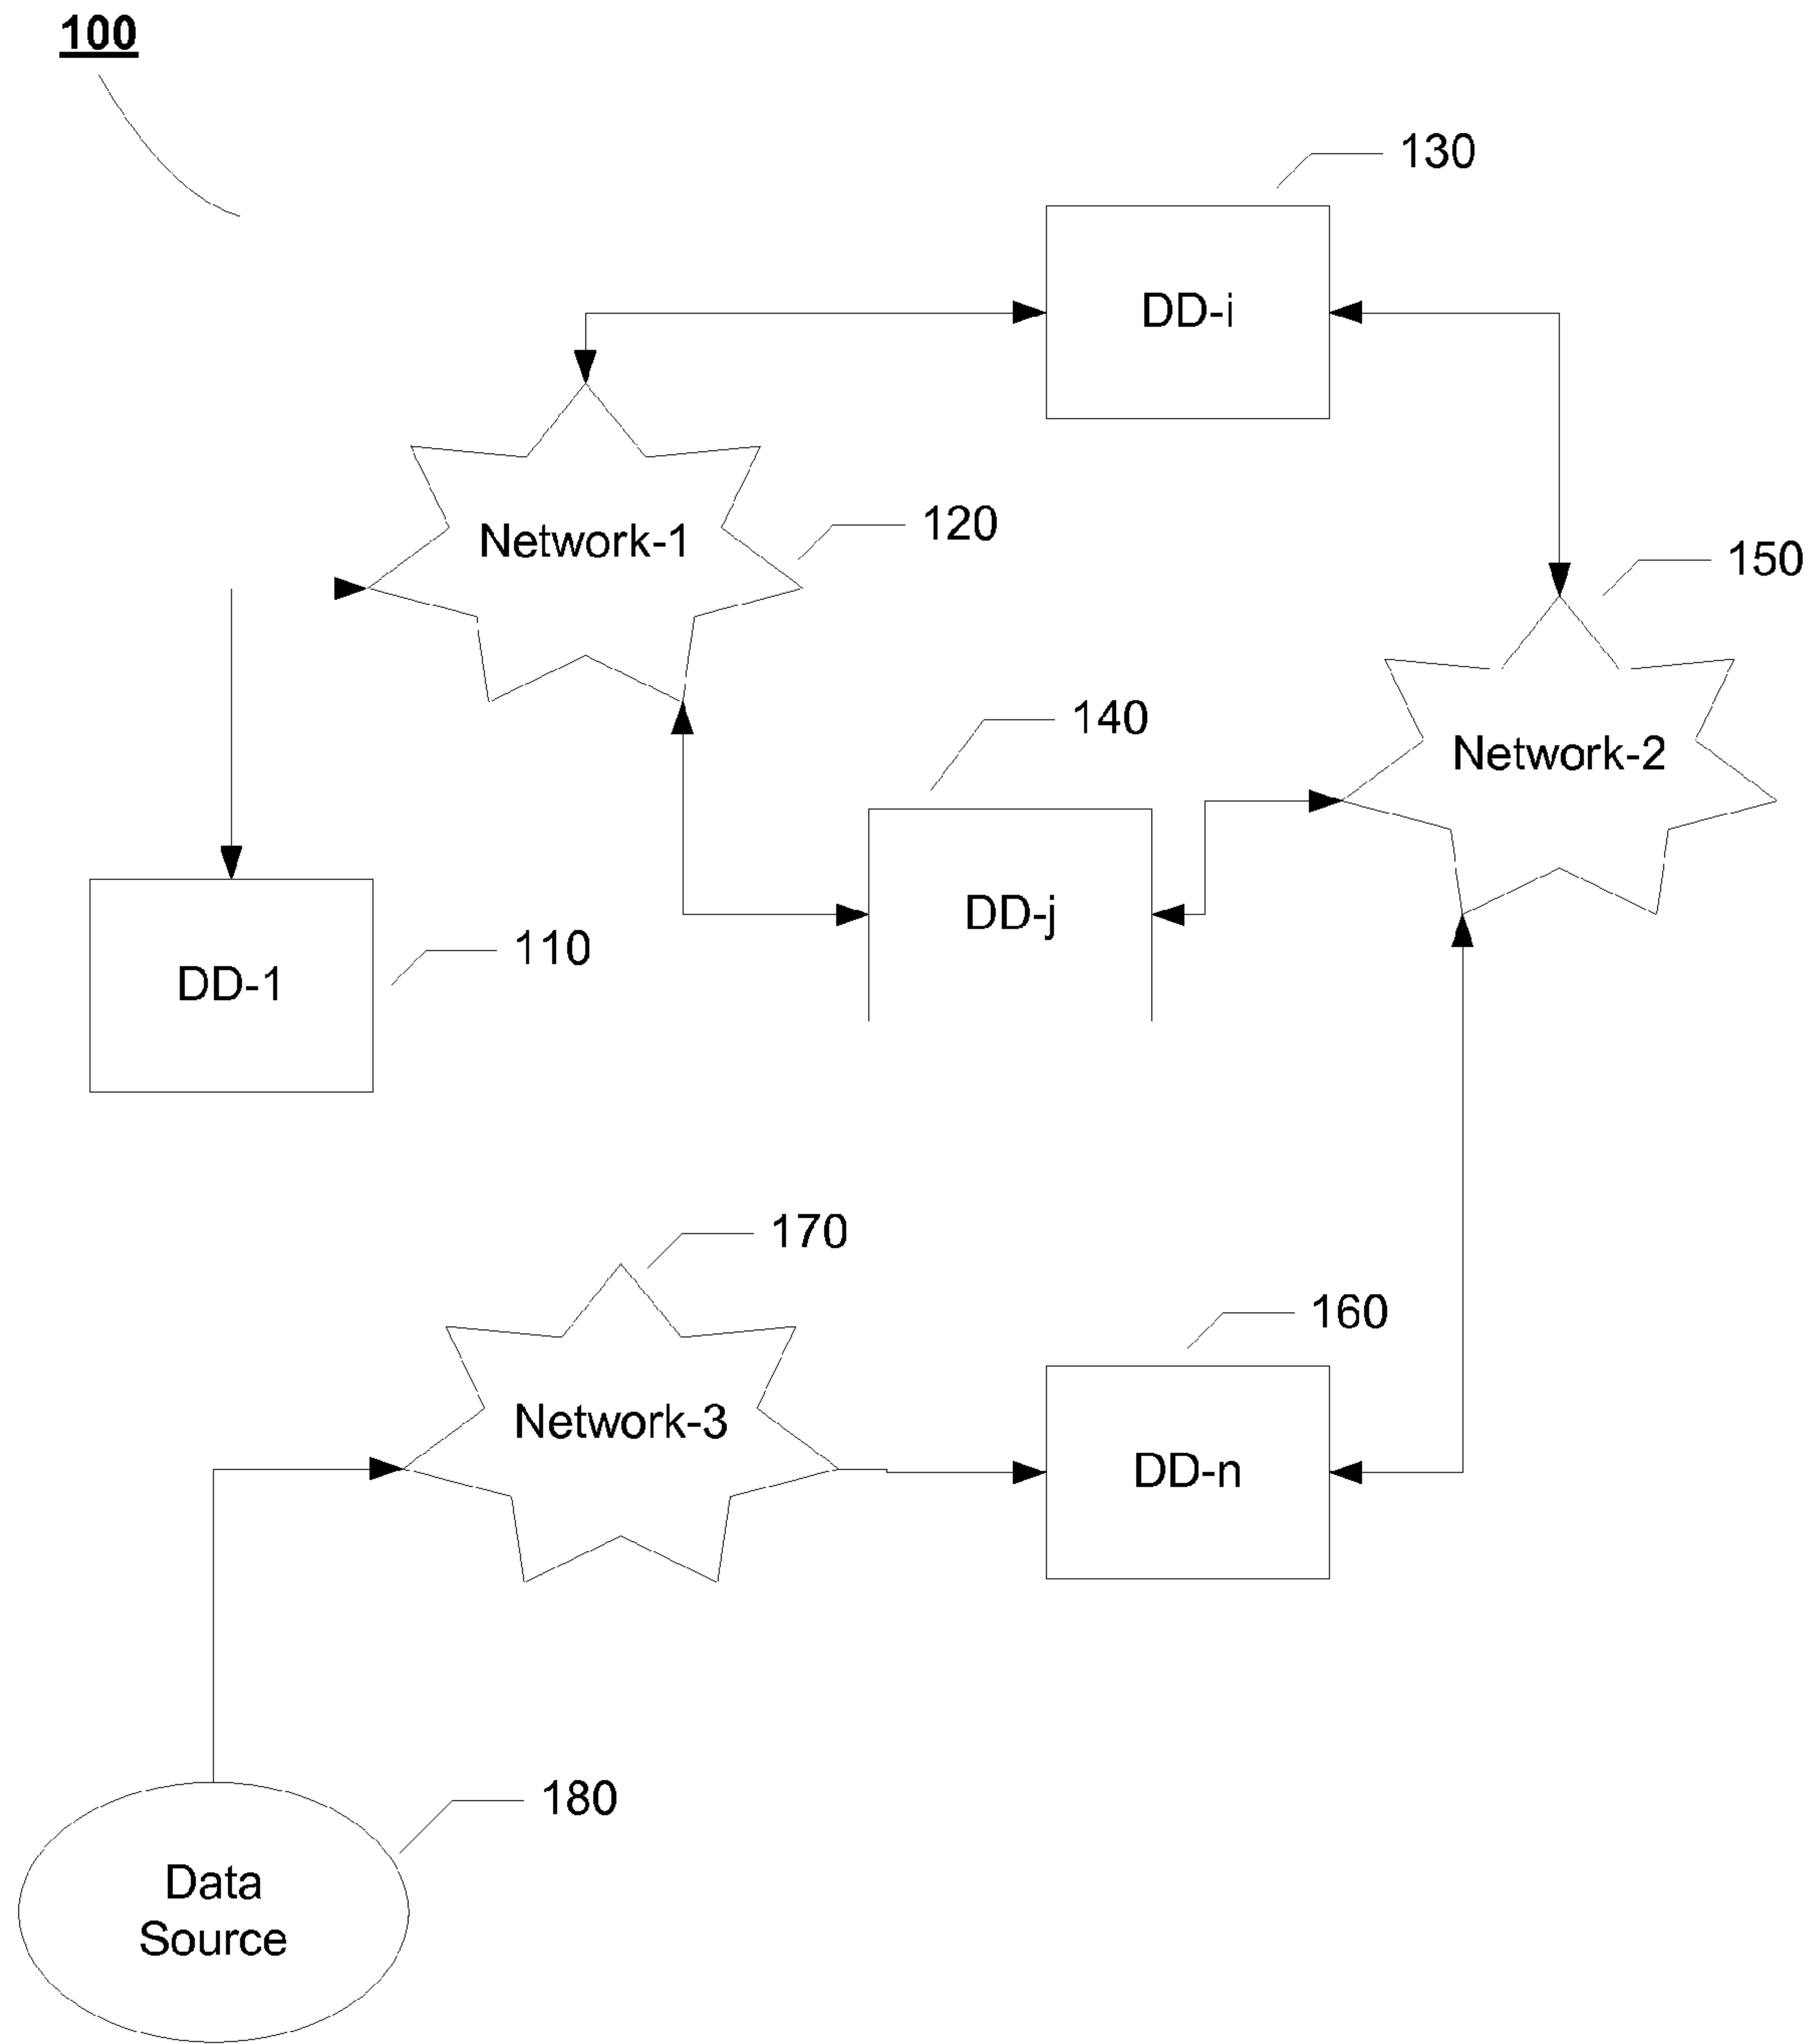 100
130
DD-i
120
Network-1
150
140
Network-2
DD-j
110
DD-1
170
160
Network-3
DD-n
180
Data
Source